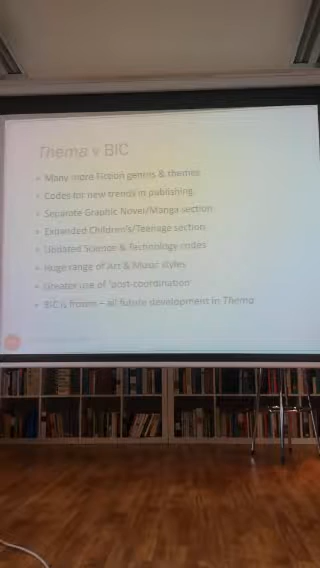 Thema v BIC
Many more Fiction genres & themes
Codes for new trends in publishing
Separate Graphic Novel/Manga section
Extended Children's/Teenage section
Updated Science & Technology codes
Huge range of Art & Music styles
Greater use of 'post-coordination'
BIC is frozen – all future development in Thema